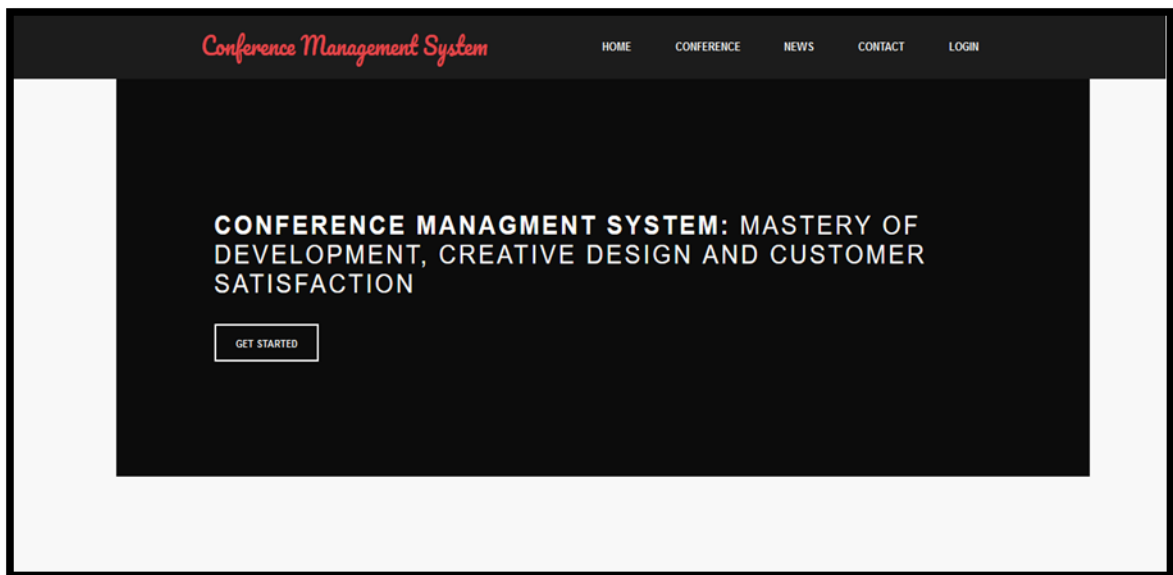 Conference Management System
HOME CONFERENCE NEWS CONTACT LOGIN
CONFERENCE MANAGMENT SYSTEM: MASTERY OF
DEVELOPMENT, CREATIVE DESIGN AND CUSTOMER
SATISFACTION
GET STARTED